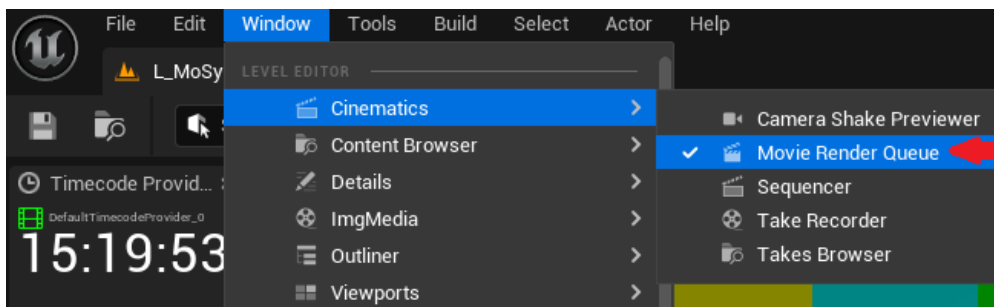 File Edit Window Tools Build Select Actor Help
L_MoSy
LEVEL EDITOR
Cinematics
Content Browser
Details
ImgMedia
Outliner
Viewports
Camera Shake Previewer
Movie Render Queue
Sequencer
Take Recorder
Takes Browser
Timecode Provid...
DefaultTimecodeProvider_0
15:19:53